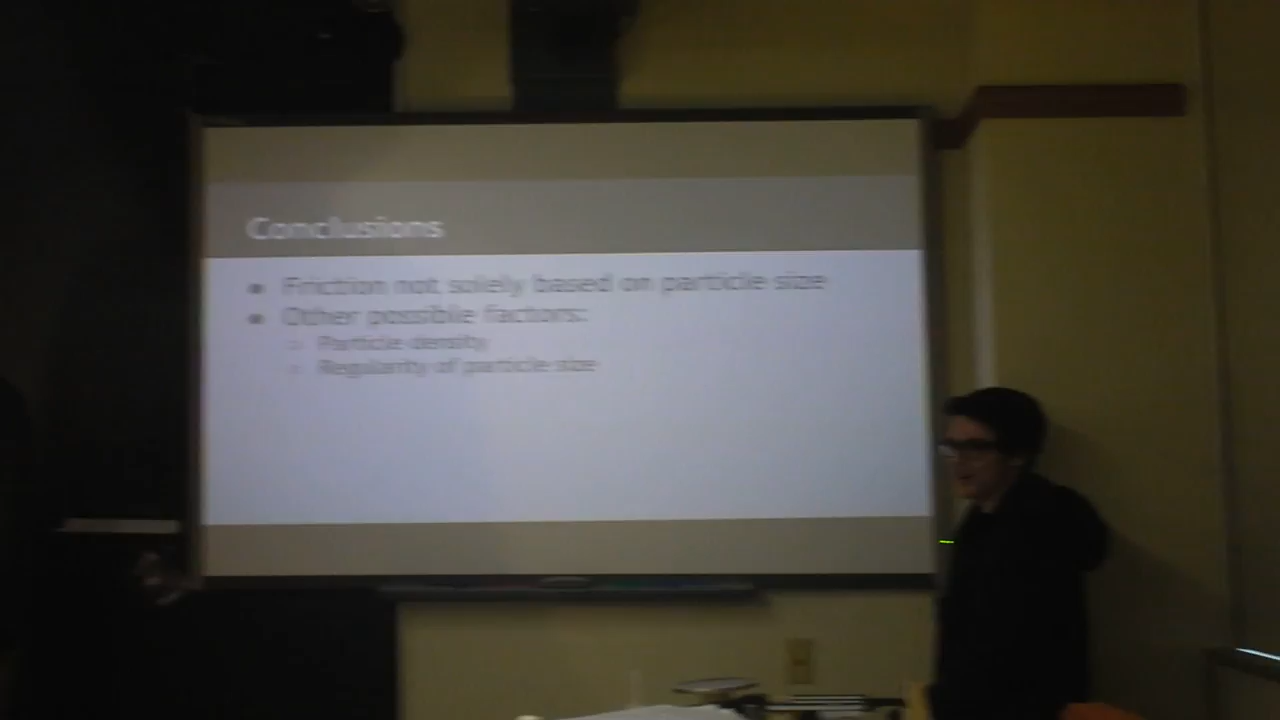 Conclusions
● Friction not solely based on particle size
● Other possible factors:
○ Particle density
○ Regularity of particle size